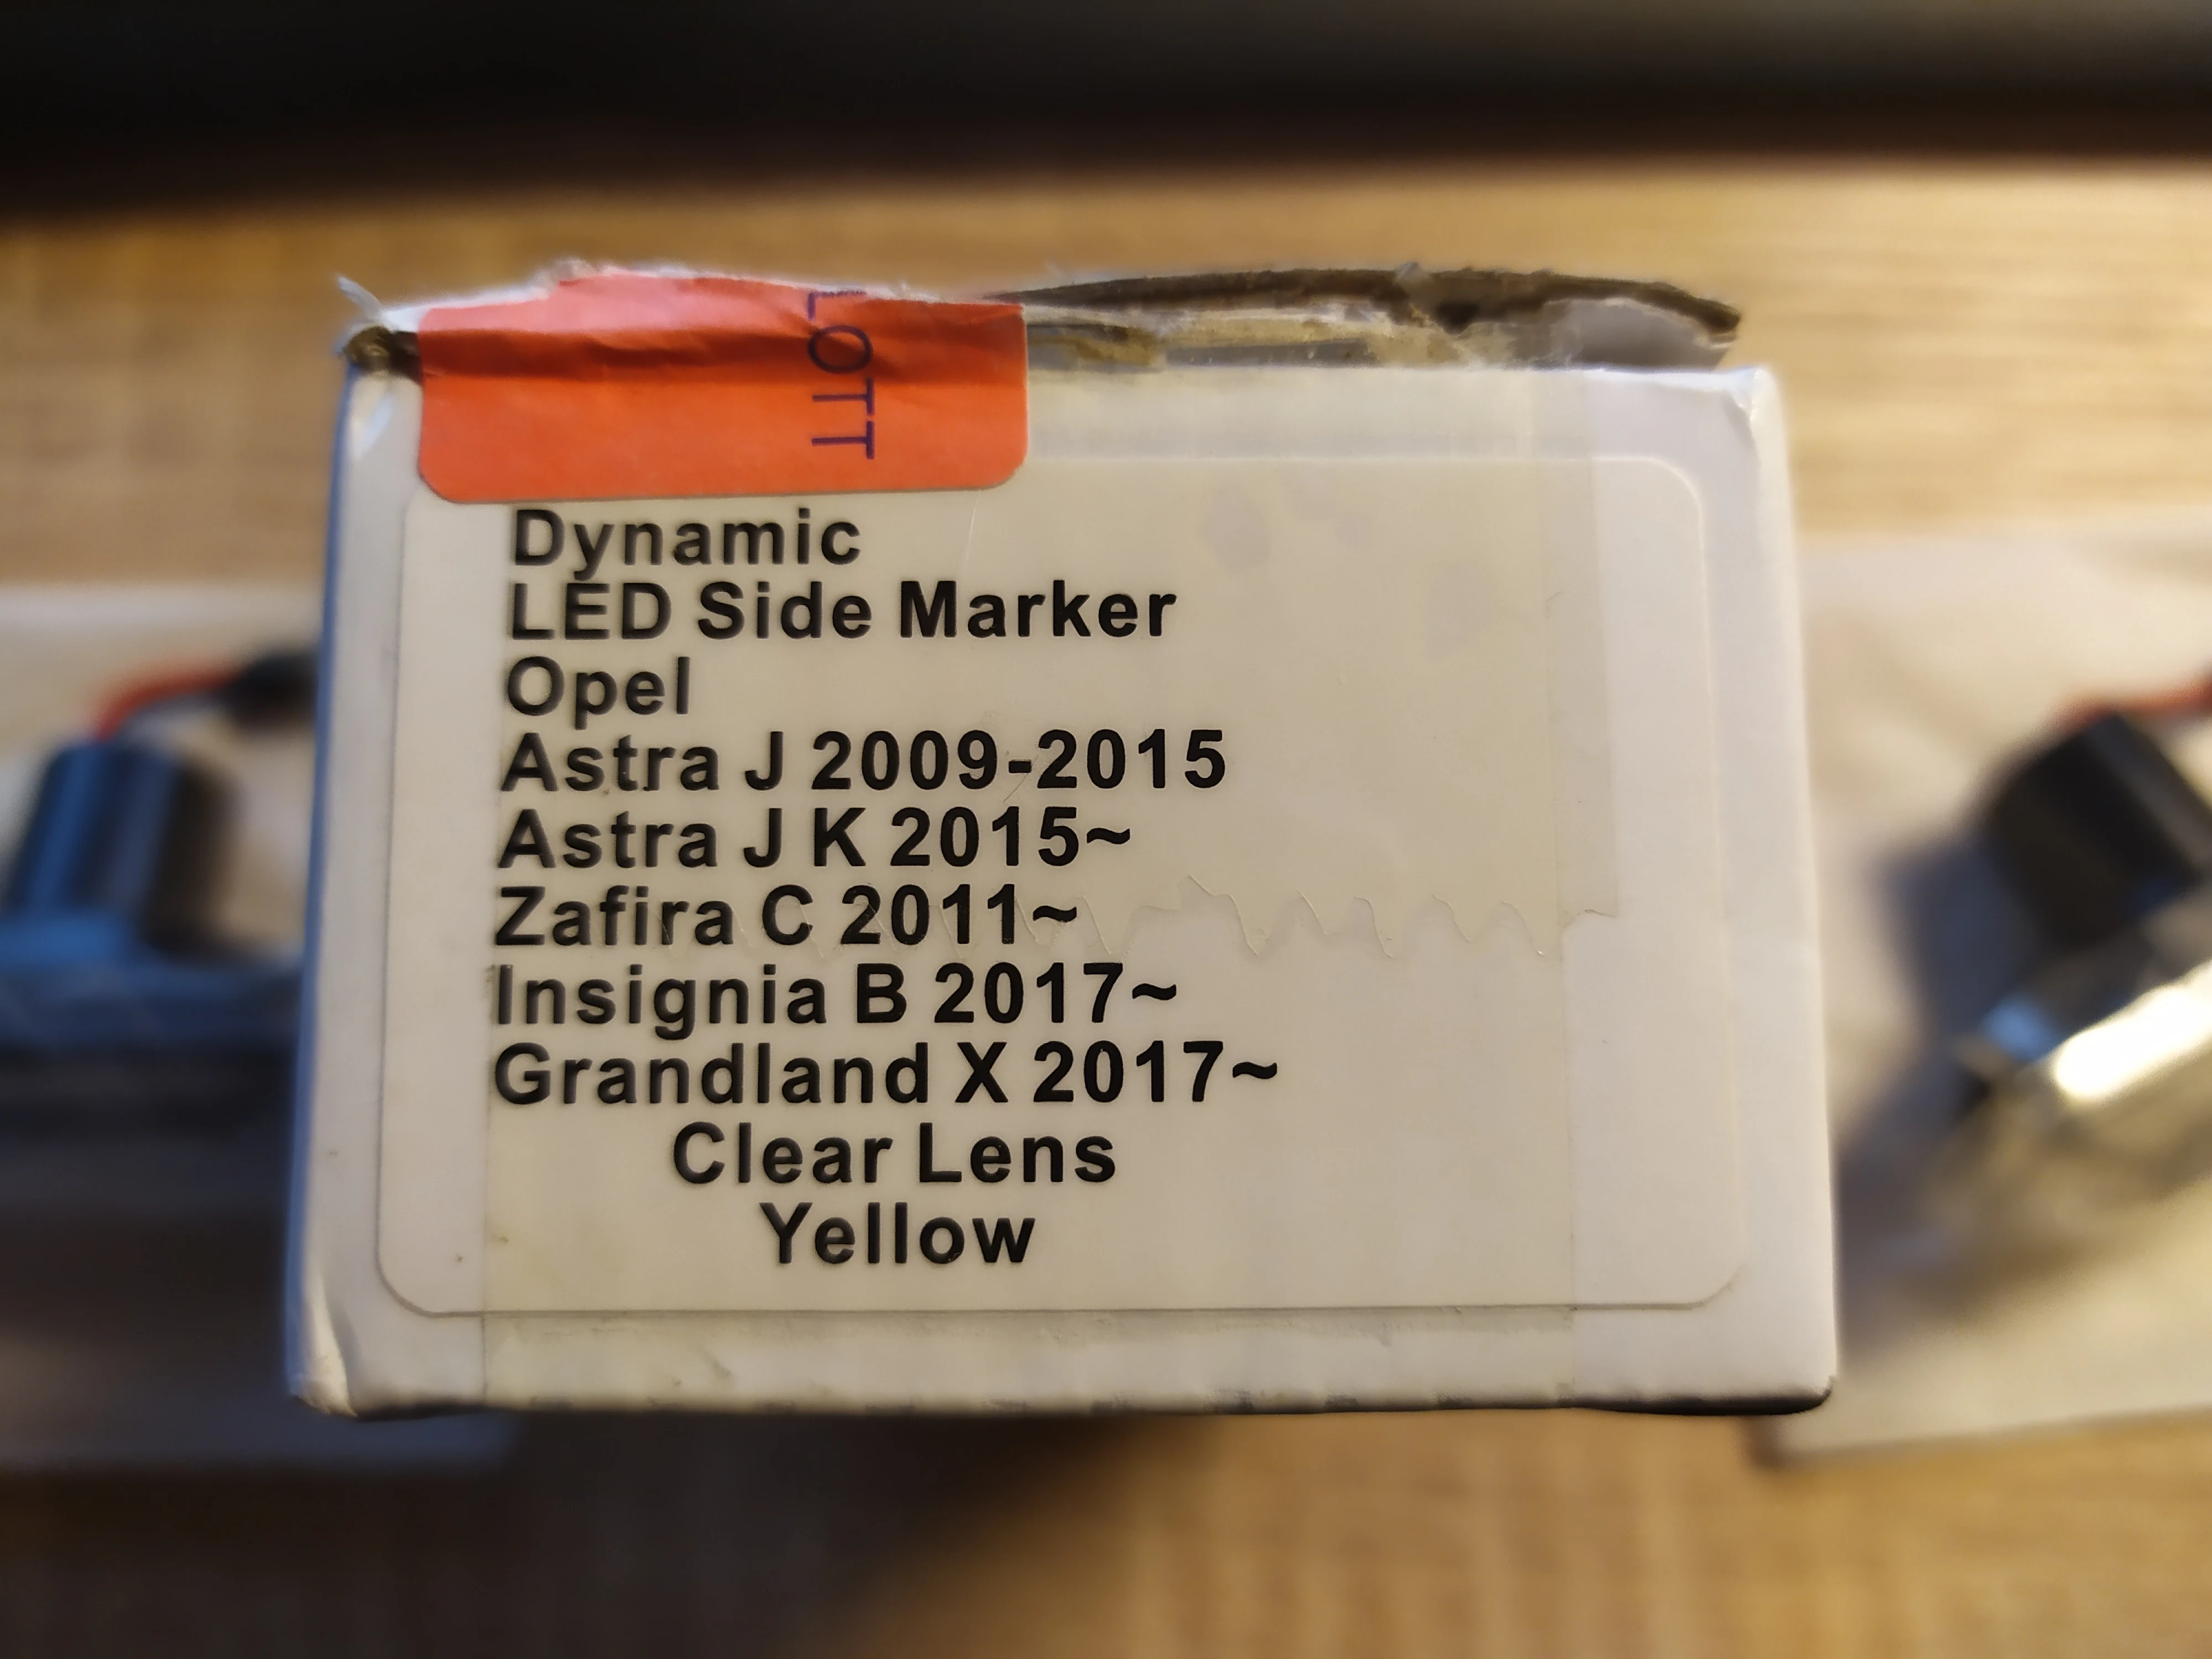 LOTT
Dynamic
LED Side Marker
Opel
Astra J 2009-2015
Astra J K 2015~
Zafira C 2011~
Insignia B 2017~
Grandland X 2017~
Clear Lens
Yellow